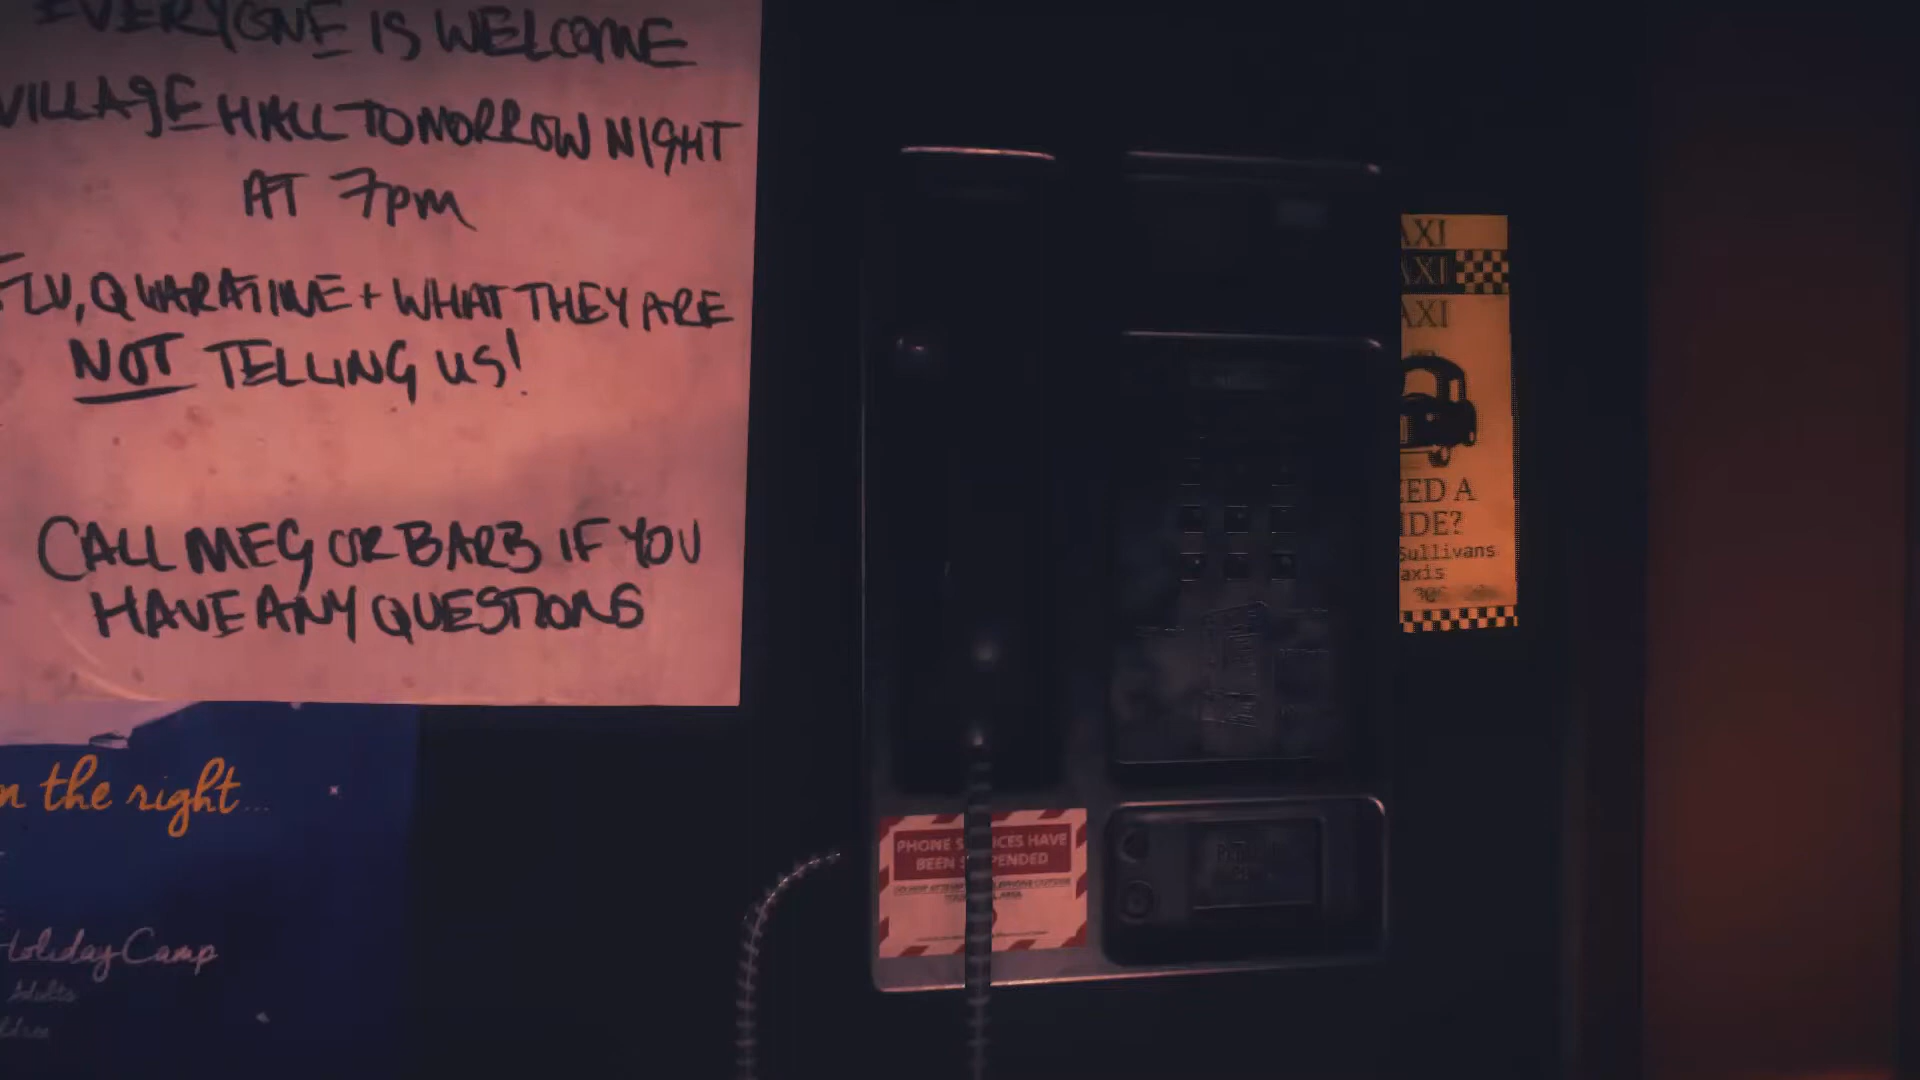 EVERYONE IS WELCOME
VILLAGE HALL TOMORROW NIGHT
AT 7pm
FLU, QUARATINE + WHAT THEY ARE
NOT TELLING US!
CALL MEG OR BARB IF YOU
HAVE ANY QUESTIONS
n the right...
Holiday Camp
Adults
PHONE S ICES HAVE
BEEN S PENDED
AXI
AXI
AXI
EED A
IDE?
Sullivans
axis